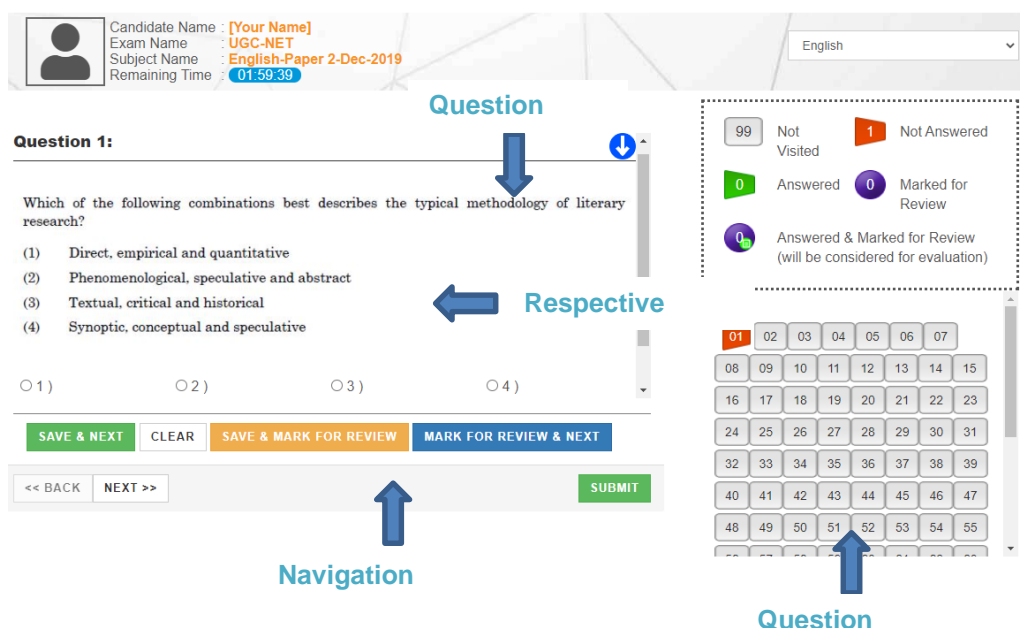 Candidate Name : [Your Name]
Exam Name : UGC-NET
Subject Name : English-Paper 2-Dec-2019
Remaining Time : 01:59:39
English
Question
Question 1:
Which of the following combinations best describes the typical methodology of literary
research?
(1) Direct, empirical and quantitative
(2) Phenomenological, speculative and abstract
(3) Textual, critical and historical
(4) Synoptic, conceptual and speculative
Respective
1 ) 2 ) 3 ) 4 )
SAVE & NEXT CLEAR SAVE & MARK FOR REVIEW MARK FOR REVIEW & NEXT
<< BACK NEXT >> SUBMIT
Navigation
99 Not
Visited
1 Not Answered
0 Answered
0 Marked for
Review
0 Answered & Marked for Review
(will be considered for evaluation)
01 02 03 04 05 06 07
08 09 10 11 12 13 14 15
16 17 18 19 20 21 22 23
24 25 26 27 28 29 30 31
32 33 34 35 36 37 38 39
40 41 42 43 44 45 46 47
48 49 50 51 52 53 54 55
Question